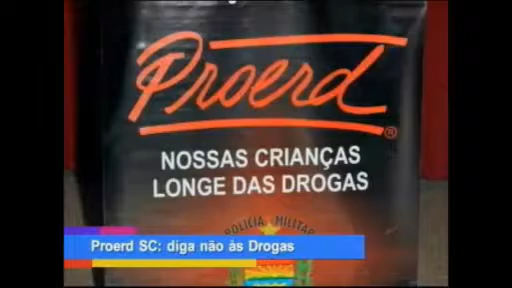 Proerd®
NOSSAS CRIANÇAS
LONGE DAS DROGAS
POLÍCIA MILITAR
Proerd SC: diga não às Drogas